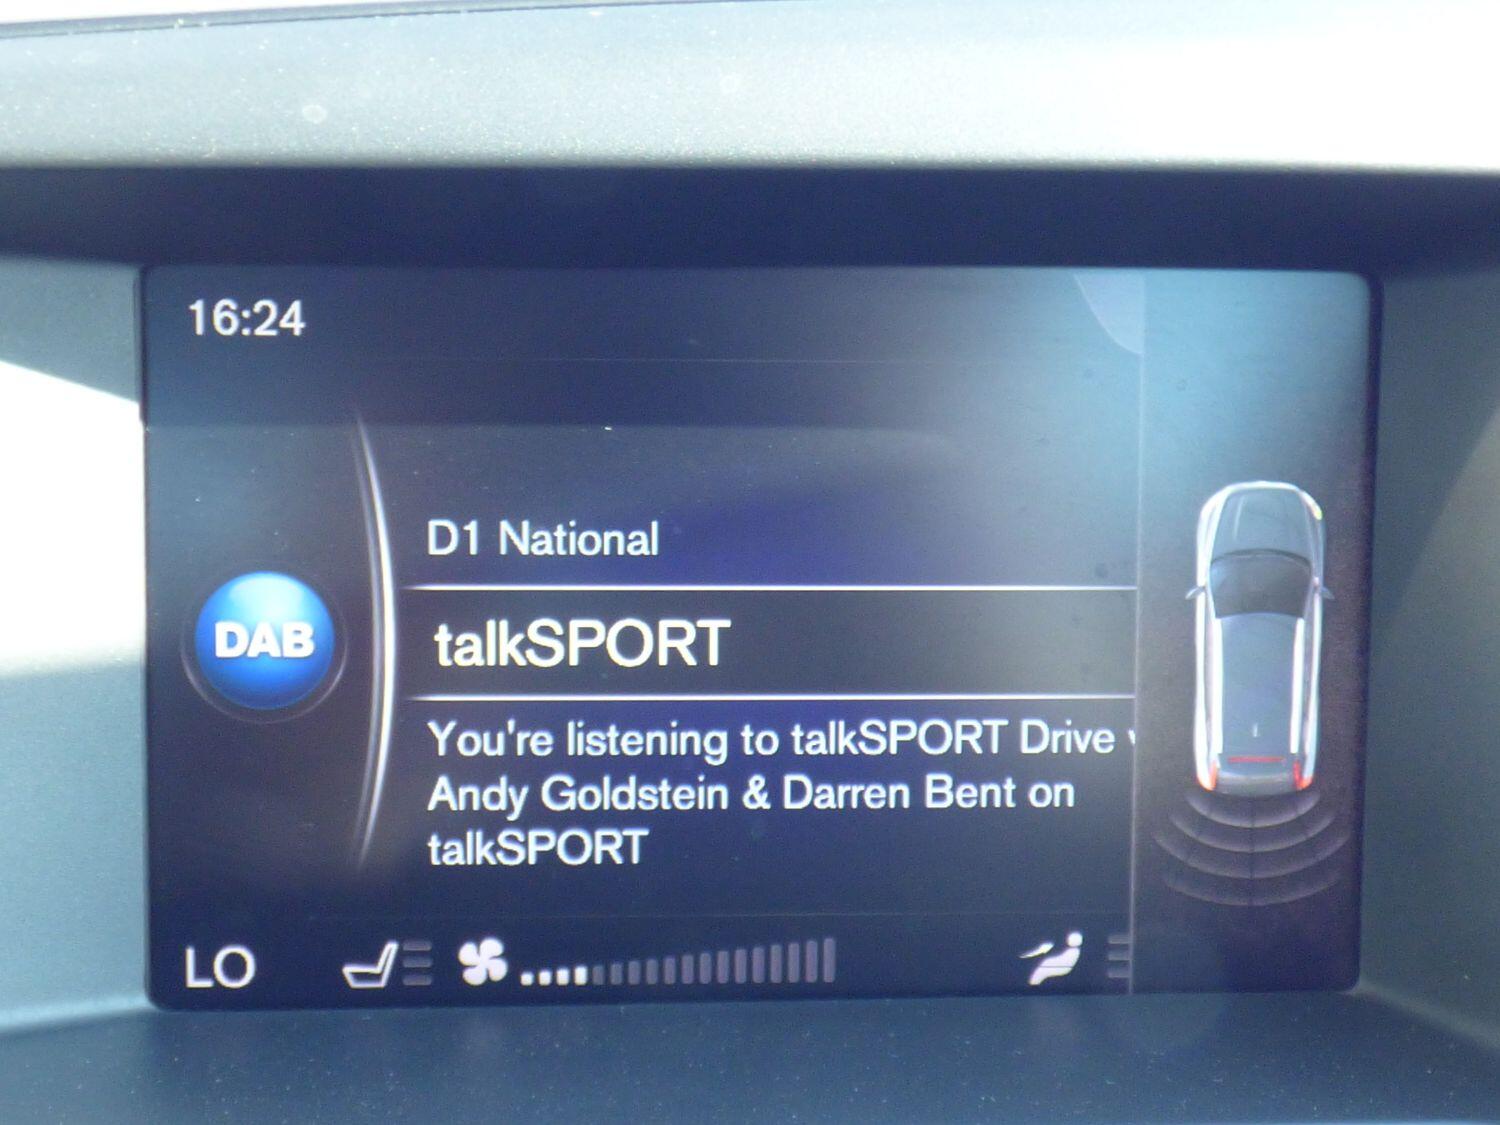 16:24
D1 National
DAB
talkSPORT
You're listening to talkSPORT Drive
Andy Goldstein & Darren Bent on
talkSPORT
LO